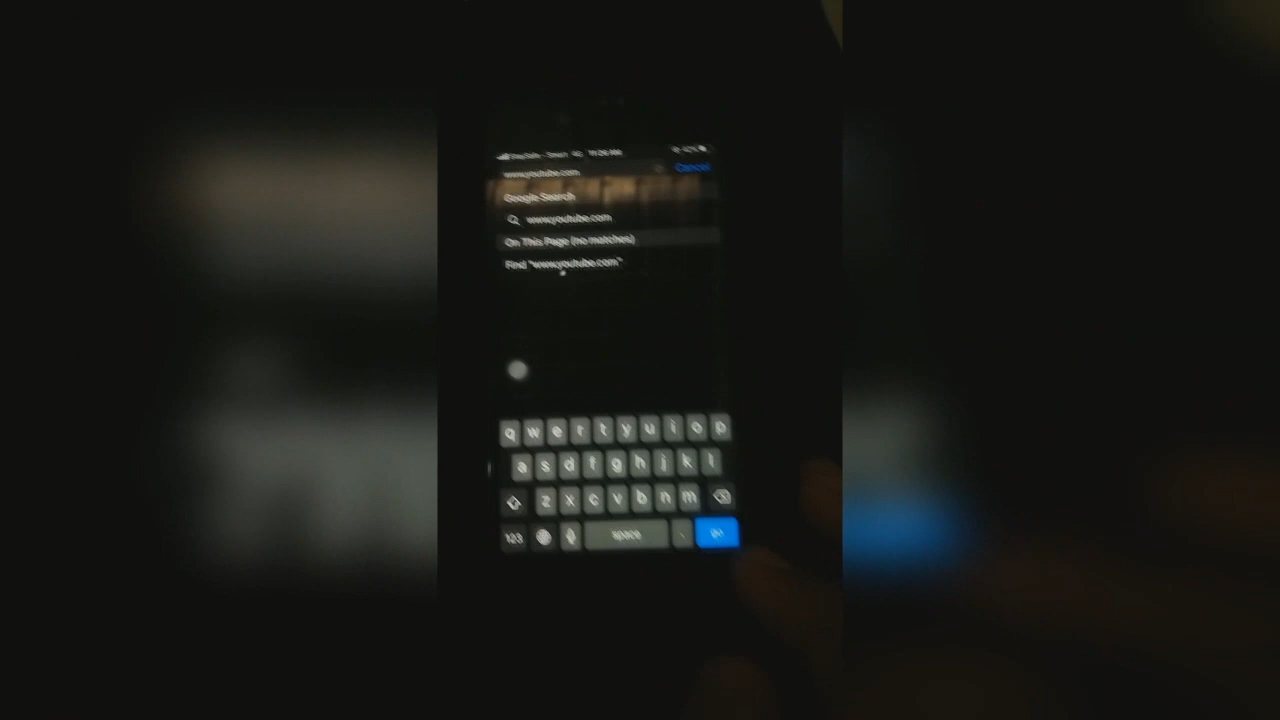 www.youtube.com
Cancel
Google Search
www.youtube.com
On This Page (no matches)
Find "www.youtube.com"
q w e r t y u i o p
a s d f g h j k l
z x c v b n m
123 space .